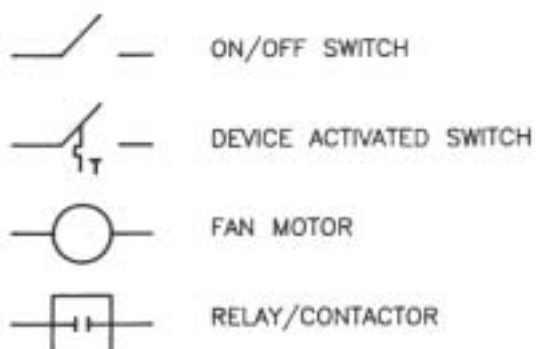 ON/OFF SWITCH
DEVICE ACTIVATED SWITCH
T
FAN MOTOR
RELAY/CONTACTOR